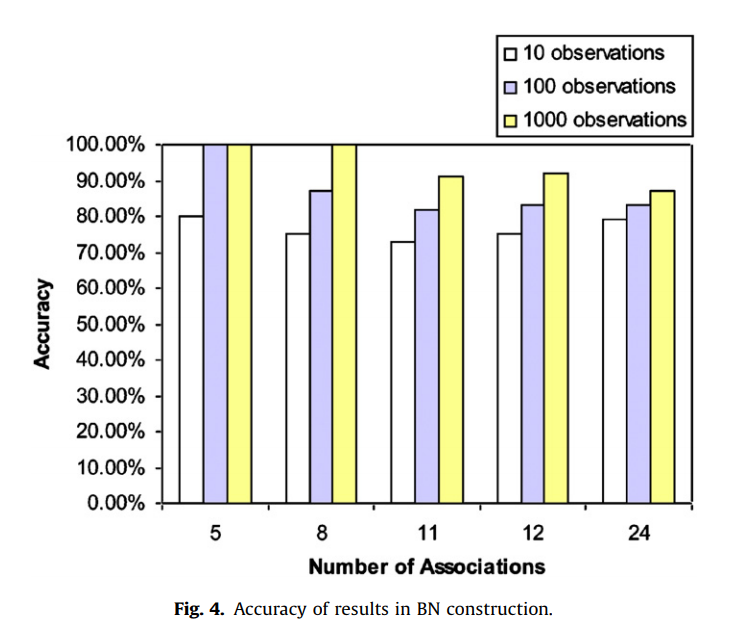 10 observations
100 observations
1000 observations
100.00%
90.00%
80.00%
70.00%
60.00%
50.00%
40.00%
30.00%
20.00%
10.00%
0.00%
Accuracy
5 8 11 12 24
Number of Associations
Fig. 4. Accuracy of results in BN construction.